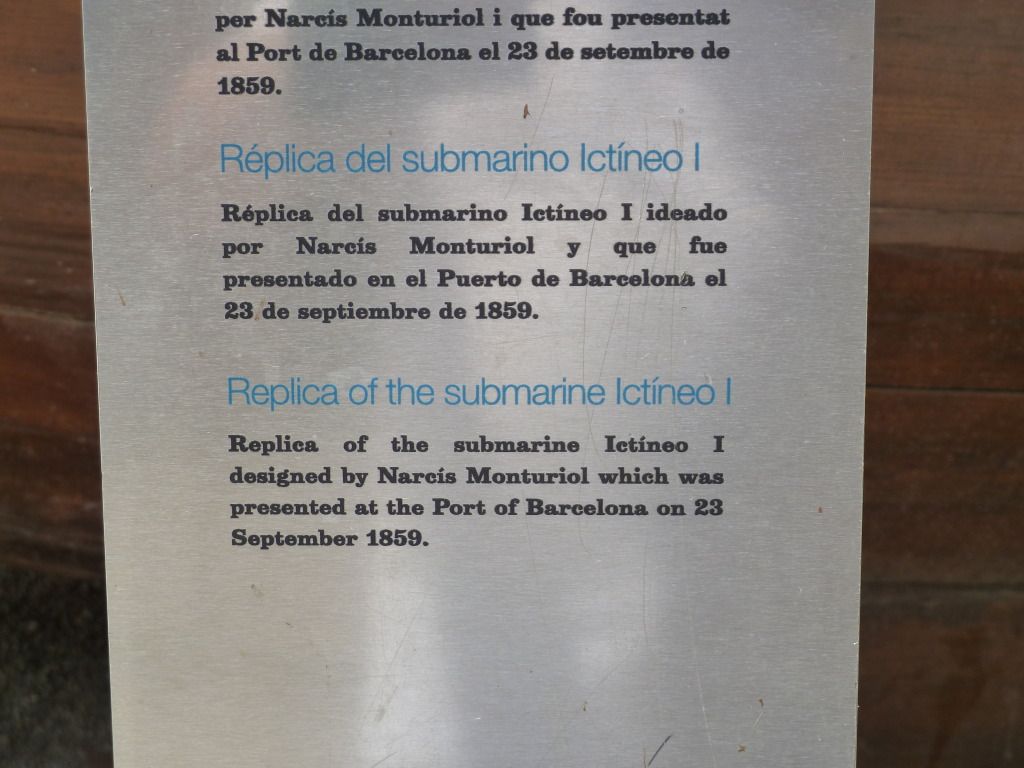 per Narcís Monturiol i que fou presentat
al Port de Barcelona el 23 de setembre de
1859.
Réplica del submarino Ictíneo I
Réplica del submarino Ictíneo I ideado
por Narcís Monturiol y que fue
presentado en el Puerto de Barcelona el
23 de septiembre de 1859.
Replica of the submarine Ictíneo I
Replica of the submarine Ictíneo I
designed by Narcís Monturiol which was
presented at the Port of Barcelona on 23
September 1859.